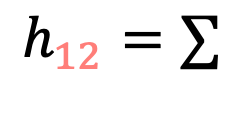 h₁₂ = ∑